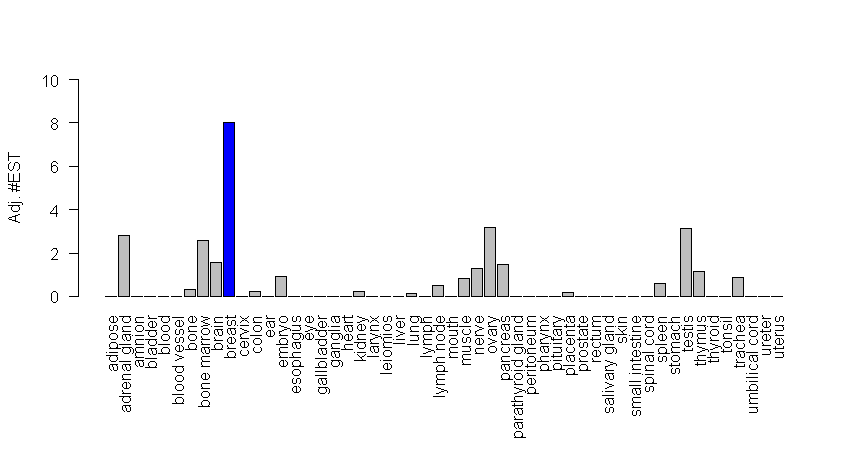 Adj. #EST
10
8
6
4
2
0
adipose
adrenal gland
amnion
bladder
blood
blood vessel
bone
bone marrow
brain
breast
cervix
colon
ear
embryo
esophagus
eye
gallbladder
ganglia
heart
kidney
larynx
leiomios
liver
lung
lymph
lymph node
mouth
muscle
nerve
ovary
pancreas
parathyroid gland
peritoneum
pharynx
pituitary
placenta
prostate
rectum
salivary gland
skin
small intestine
spinal cord
spleen
stomach
testis
thymus
thyroid
tonsil
trachea
umbilical cord
ureter
uterus